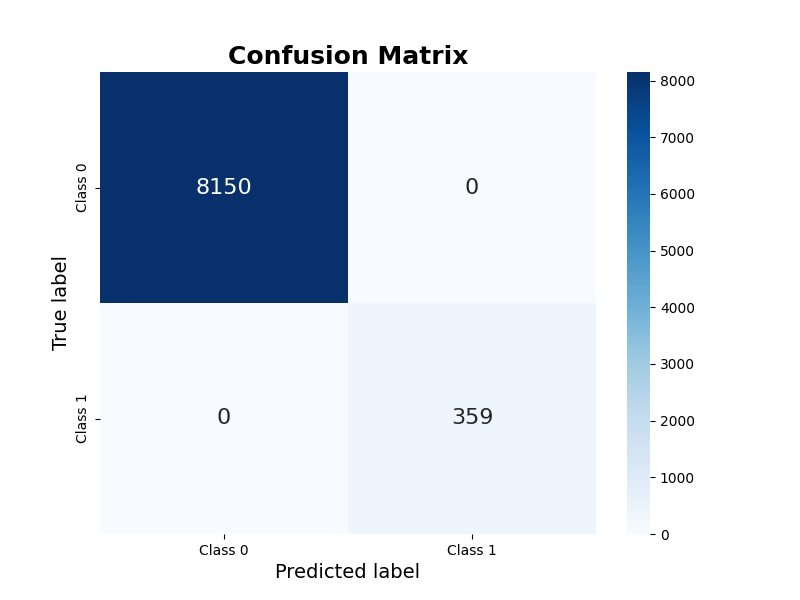 Confusion Matrix
True label
Class 0
8150
0
Class 1
0
359
Class 0
Class 1
Predicted label
8000
7000
6000
5000
4000
3000
2000
1000
0